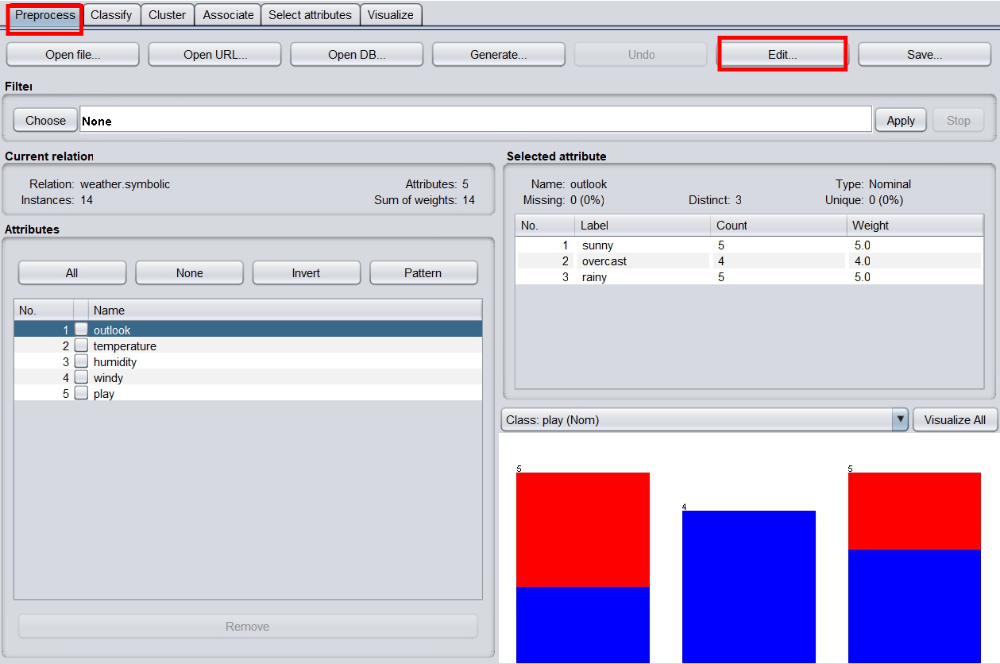 Preprocess Classify Cluster Associate Select attributes Visualize
Open file... Open URL... Open DB... Generate... Undo Edit... Save...
Filter
Choose None Apply Stop
Current relation
Relation: weather.symbolic Attributes: 5
Instances: 14 Sum of weights: 14
Attributes
All None Invert Pattern
No. Name
1 outlook
2 temperature
3 humidity
4 windy
5 play
Remove
Selected attribute
Name: outlook Type: Nominal
Missing: 0 (0%) Distinct: 3 Unique: 0 (0%)
No. Label Count Weight
1 sunny 5 5.0
2 overcast 4 4.0
3 rainy 5 5.0
Class: play (Nom) Visualize All
5 4 5